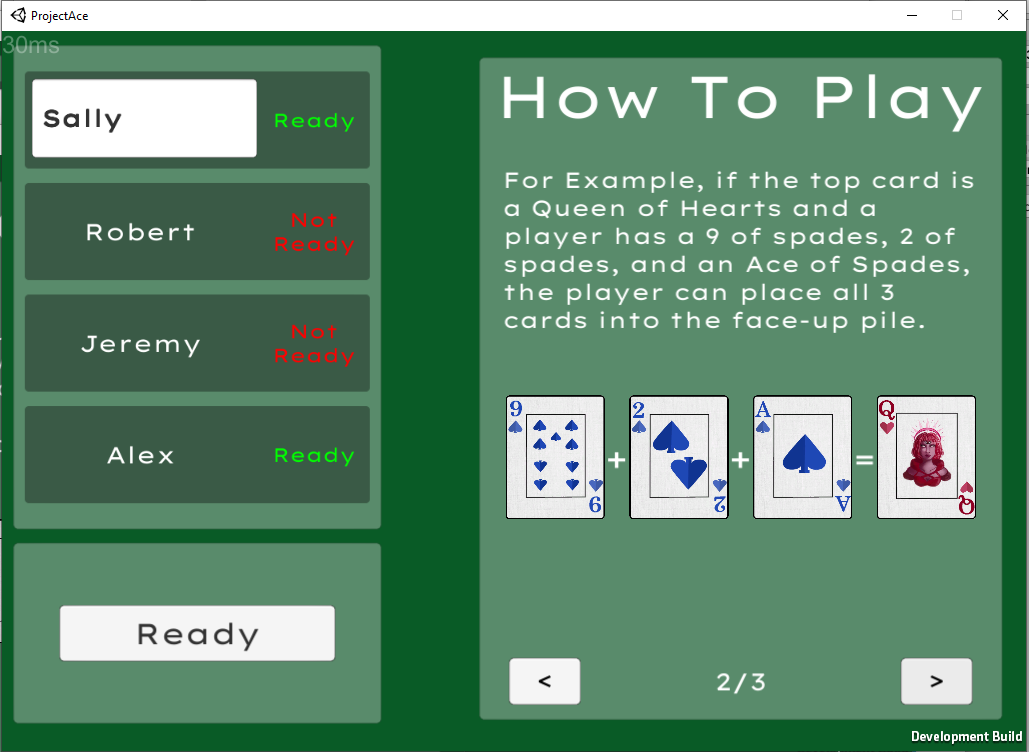 ProjectAce
30ms
Sally
Ready
Robert
Not
Ready
Jeremy
Not
Ready
Alex
Ready
Ready
How To Play
For Example, if the top card is
a Queen of Hearts and a
player has a 9 of spades, 2 of
spades, and an Ace of Spades,
the player can place all 3
cards into the face-up pile.
9
9
+
2
2
+
A
A
=
Q
Q
<
2/3
>
Development Build